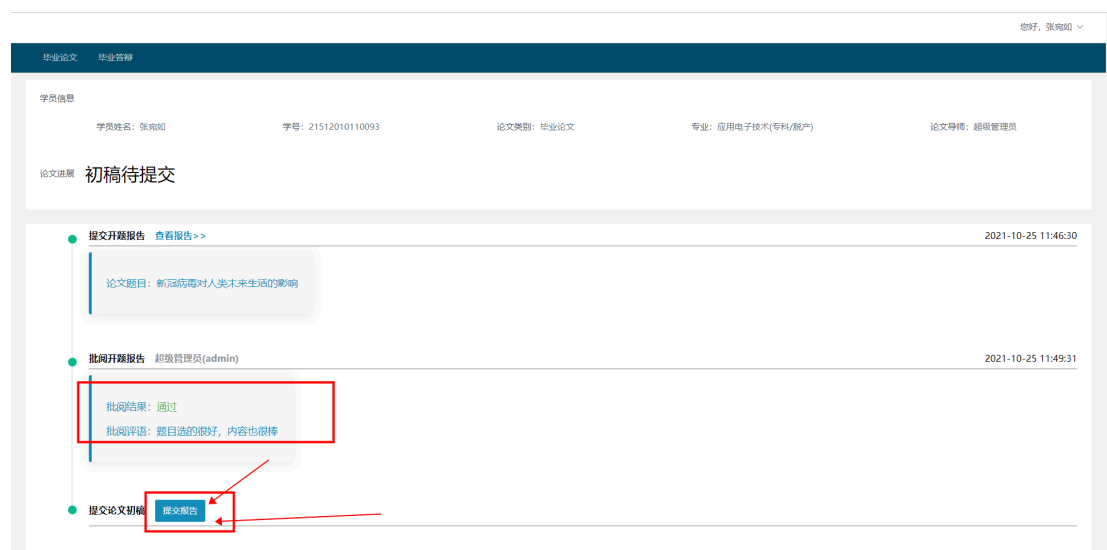 您好，张宛如
毕业论文 毕业答辩
学员信息
学员姓名：张宛如 学号：21512010110093 论文类别：毕业论文 专业：应用电子技术(专科/脱产) 论文导师：超级管理员
论文进展 初稿待提交
提交开题报告 查看报告>> 2021-10-25 11:46:30
论文题目：新冠病毒对人类未来生活的影响
批阅开题报告 超级管理员(admin) 2021-10-25 11:49:31
批阅结果：通过
批阅评语：题目选的很好，内容也很棒
提交论文初稿 提交报告